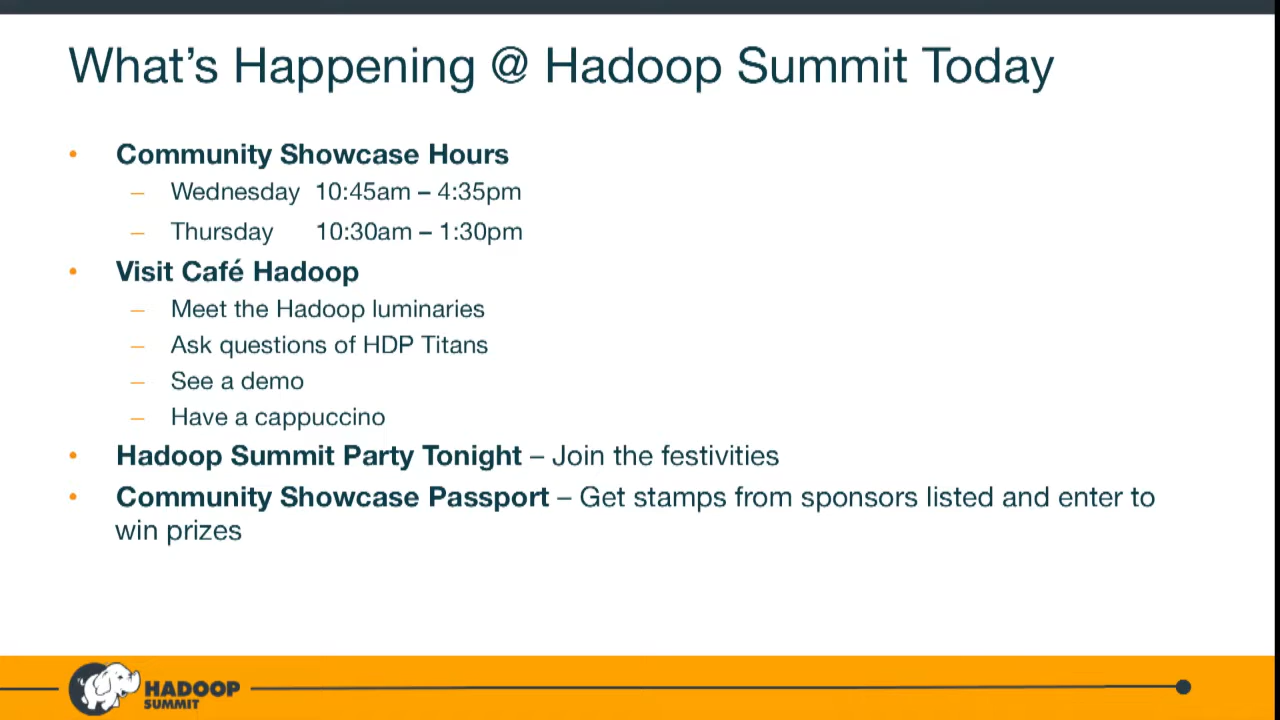 What's Happening @ Hadoop Summit Today
• Community Showcase Hours
– Wednesday 10:45am – 4:35pm
– Thursday 10:30am – 1:30pm
• Visit Café Hadoop
– Meet the Hadoop luminaries
– Ask questions of HDP Titans
– See a demo
– Have a cappuccino
• Hadoop Summit Party Tonight – Join the festivities
• Community Showcase Passport – Get stamps from sponsors listed and enter to
win prizes
HADOOP
SUMMIT